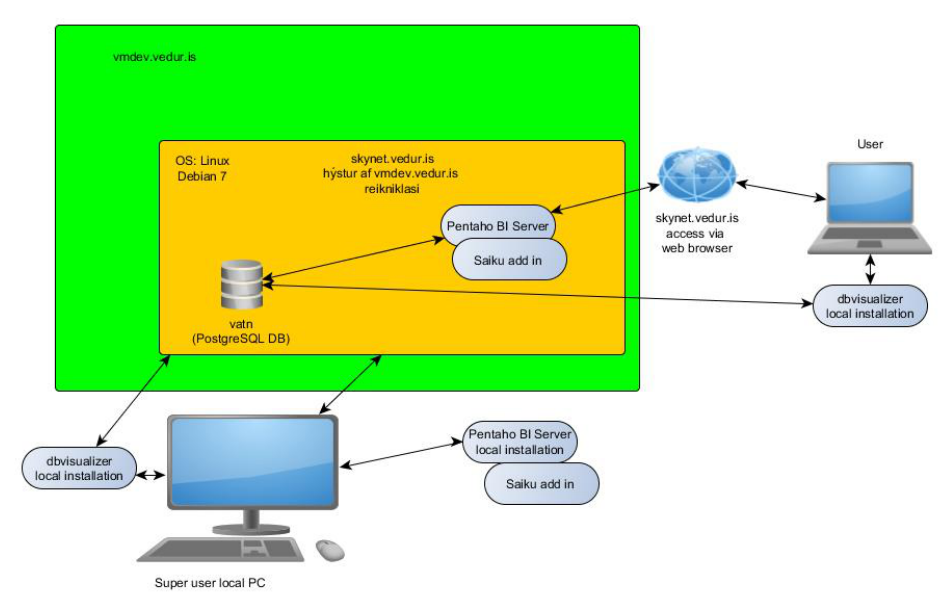 vmdev.vedur.is
OS: Linux
Debian 7
skynet.vedur.is
hýstur af vmdev.vedur.is
reikniklasi
Pentaho BI Server
Saiku add in
vatn
(PostgreSQL DB)
skynet.vedur.is
access via
web browser
User
dbvisualizer
local installation
dbvisualizer
local installation
Pentaho BI Server
local installation
Saiku add in
Super user local PC